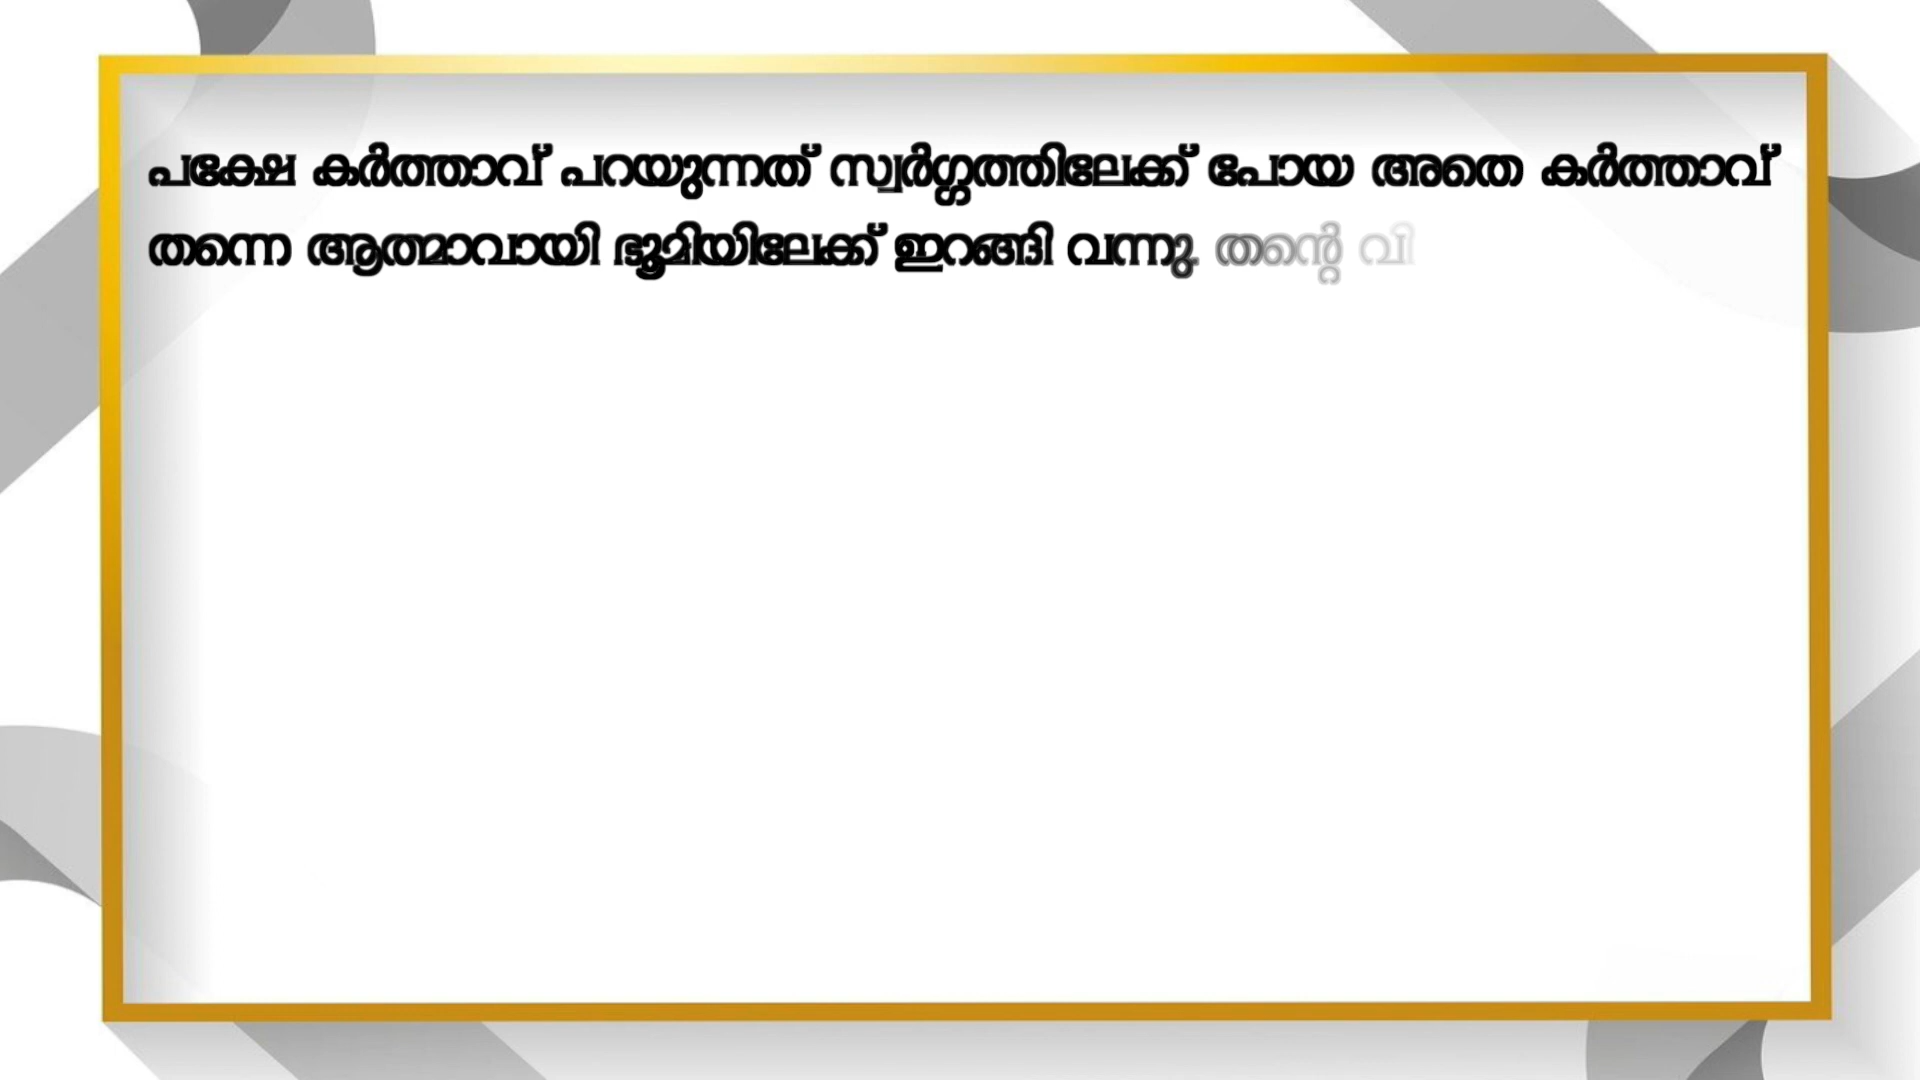 പക്ഷേ കർത്താവ് പറയുന്നത് സ്വർഗ്ഗത്തിലേക്ക് പോയ അതെ കർത്താവ്
തന്നെ ആത്മാവായി ഭൂമിയിലേക്ക് ഇറങ്ങി വന്നു. തന്റെ വി